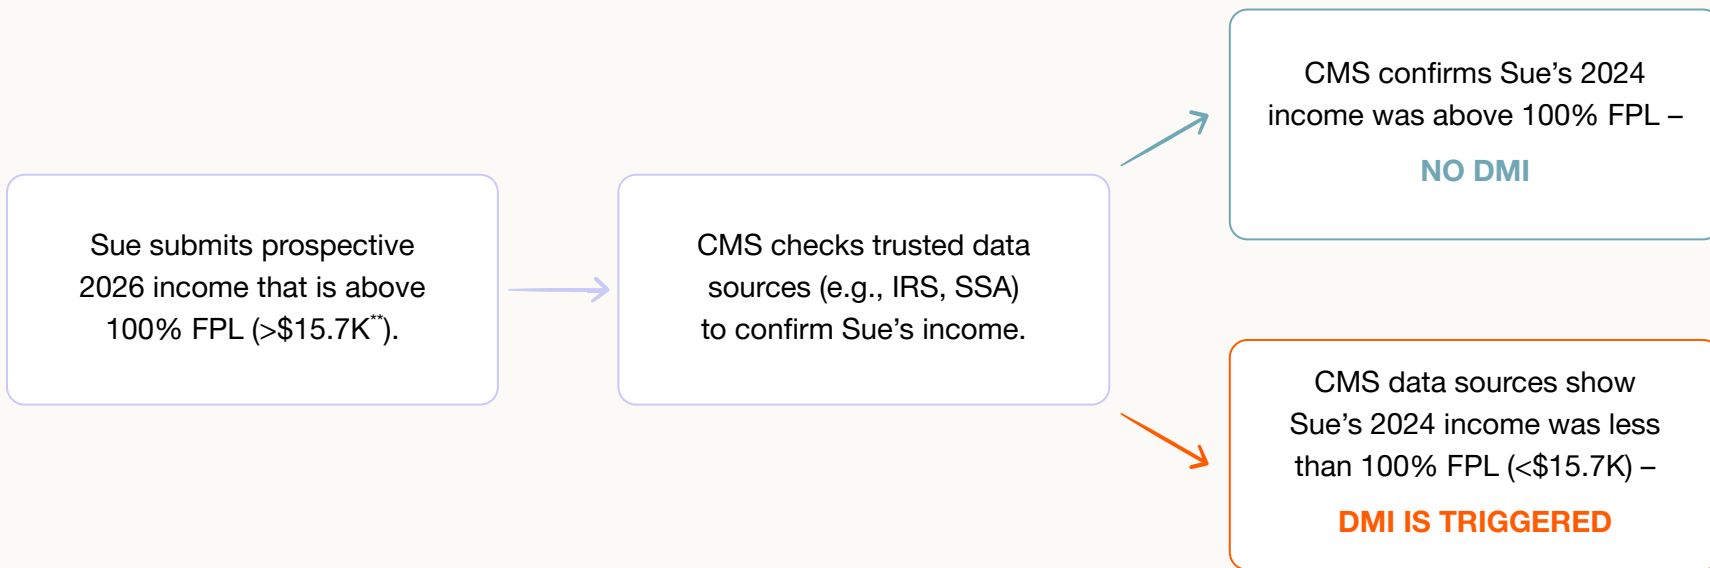 Sue submits prospective
2026 income that is above
100% FPL (>$15.7K**).
CMS checks trusted data
sources (e.g., IRS, SSA)
to confirm Sue’s income.
CMS confirms Sue’s 2024
income was above 100% FPL –
NO DMI
CMS data sources show
Sue’s 2024 income was less
than 100% FPL (<$15.7K) –
DMI IS TRIGGERED